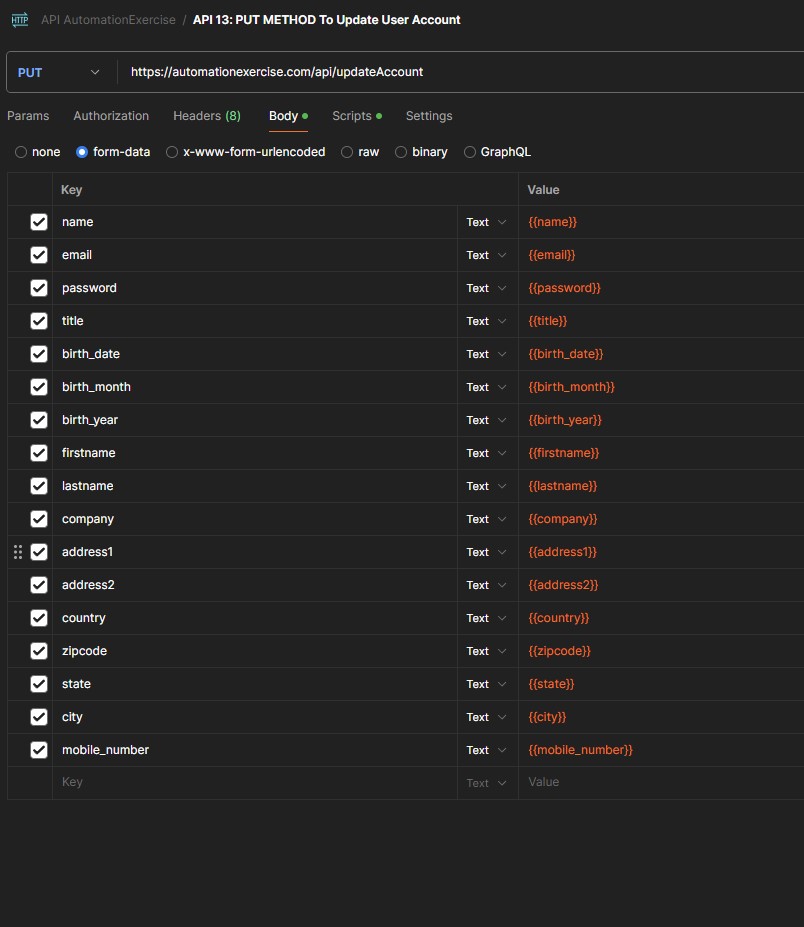 HTTP API AutomationExercise / API 13: PUT METHOD To Update User Account
PUT https://automationexercise.com/api/updateAccount
Params Authorization Headers (8) Body Scripts Settings
none form-data x-www-form-urlencoded raw binary GraphQL
Key Value
name Text {{name}}
email Text {{email}}
password Text {{password}}
title Text {{title}}
birth_date Text {{birth_date}}
birth_month Text {{birth_month}}
birth_year Text {{birth_year}}
firstname Text {{firstname}}
lastname Text {{lastname}}
company Text {{company}}
address1 Text {{address1}}
address2 Text {{address2}}
country Text {{country}}
zipcode Text {{zipcode}}
state Text {{state}}
city Text {{city}}
mobile_number Text {{mobile_number}}
Key Text Value